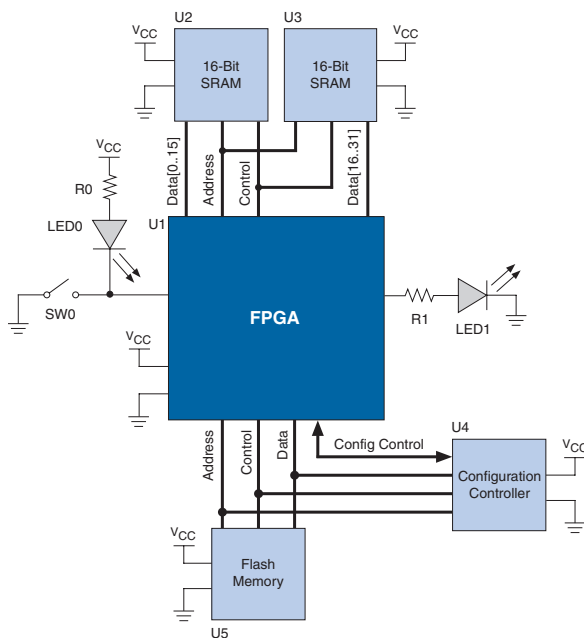 U2
U3
VCC
16-Bit
SRAM
16-Bit
SRAM
VCC
Data[0..15]
Address
Control
Data[16..31]
VCC
R0
LED0
U1
SW0
FPGA
R1
LED1
VCC
Address
Control
Data
Config Control
U4
Configuration
Controller
VCC
VCC
Flash
Memory
U5